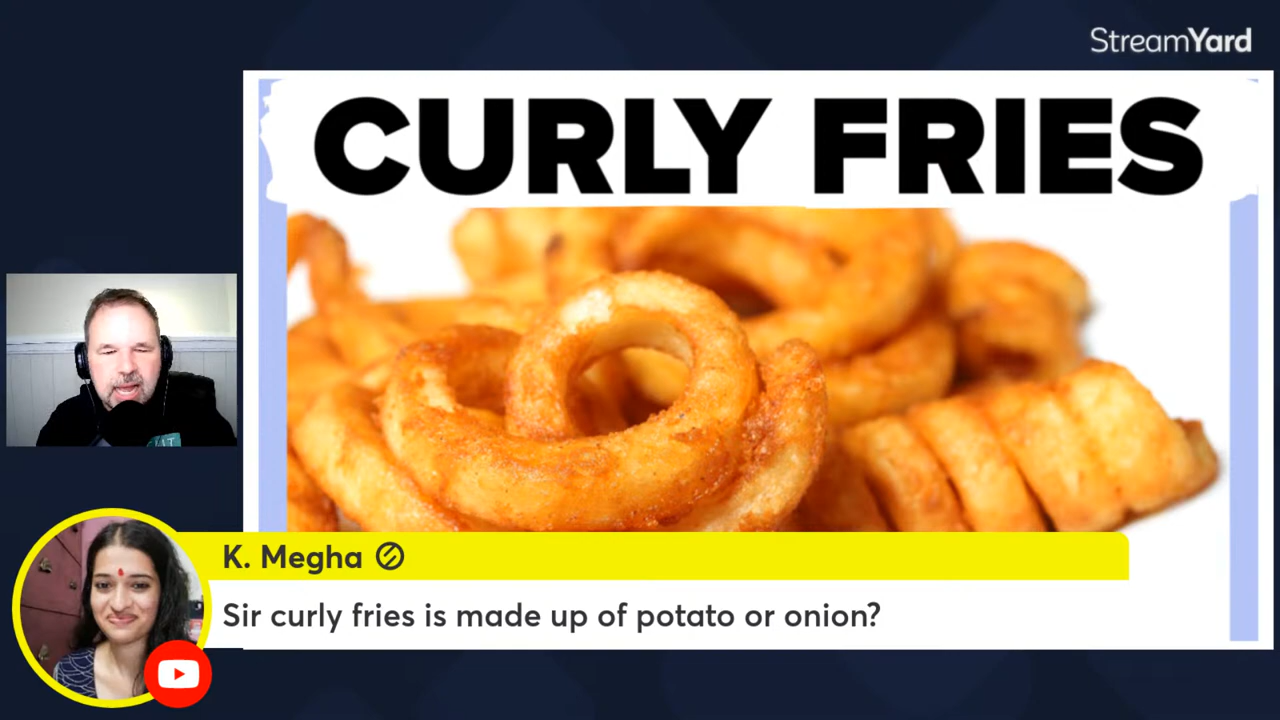 StreamYard
CURLY FRIES
K. Megha
Sir curly fries is made up of potato or onion?